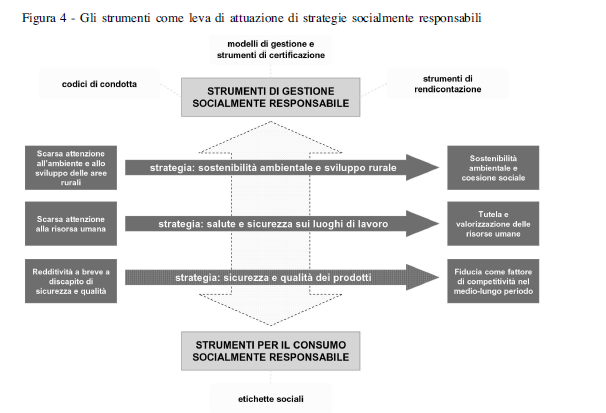 Figura 4 - Gli strumenti come leva di attuazione di strategie socialmente responsabili
modelli di gestione e
strumenti di certificazione
codici di condotta
strumenti di
rendicontazione
STRUMENTI DI GESTIONE
SOCIALMENTE RESPONSABILE
Scarsa attenzione
all'ambiente e allo
sviluppo delle aree
rurali
strategia: sostenibilità ambientale e sviluppo rurale
Sostenibilità
ambientale e
coesione sociale
Scarsa attenzione
alla risorsa umana
strategia: salute e sicurezza sui luoghi di lavoro
Tutela e
valorizzazione delle
risorse umane
Redditività a breve a
discapito di
sicurezza e qualità
strategia: sicurezza e qualità dei prodotti
Fiducia come fattore
di competitività nel
medio-lungo periodo
STRUMENTI PER IL CONSUMO
SOCIALMENTE RESPONSABILE
etichette sociali